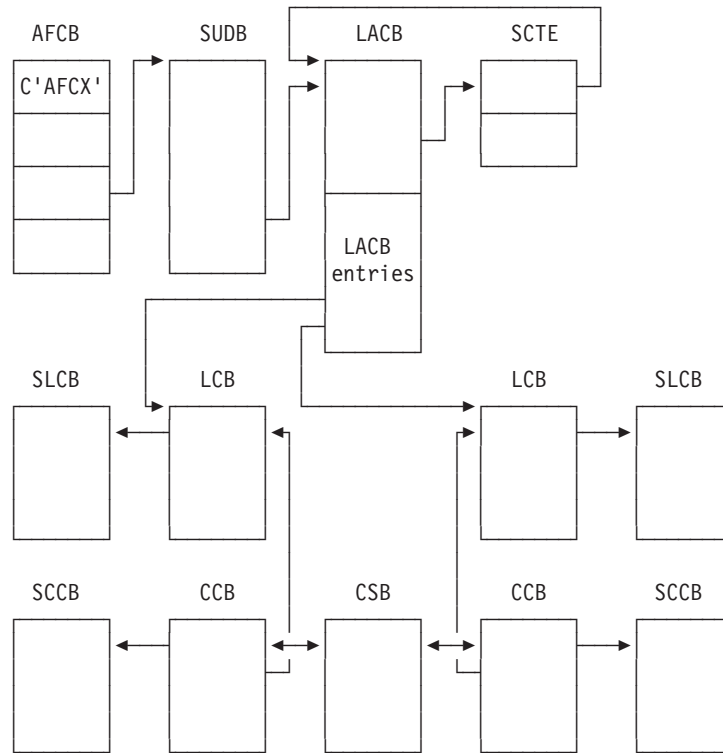 AFCB SUDB LACB SCTE
C'AFCX'
LACB
entries
SLCB LCB LCB SLCB
SCCB CCB CSB CCB SCCB